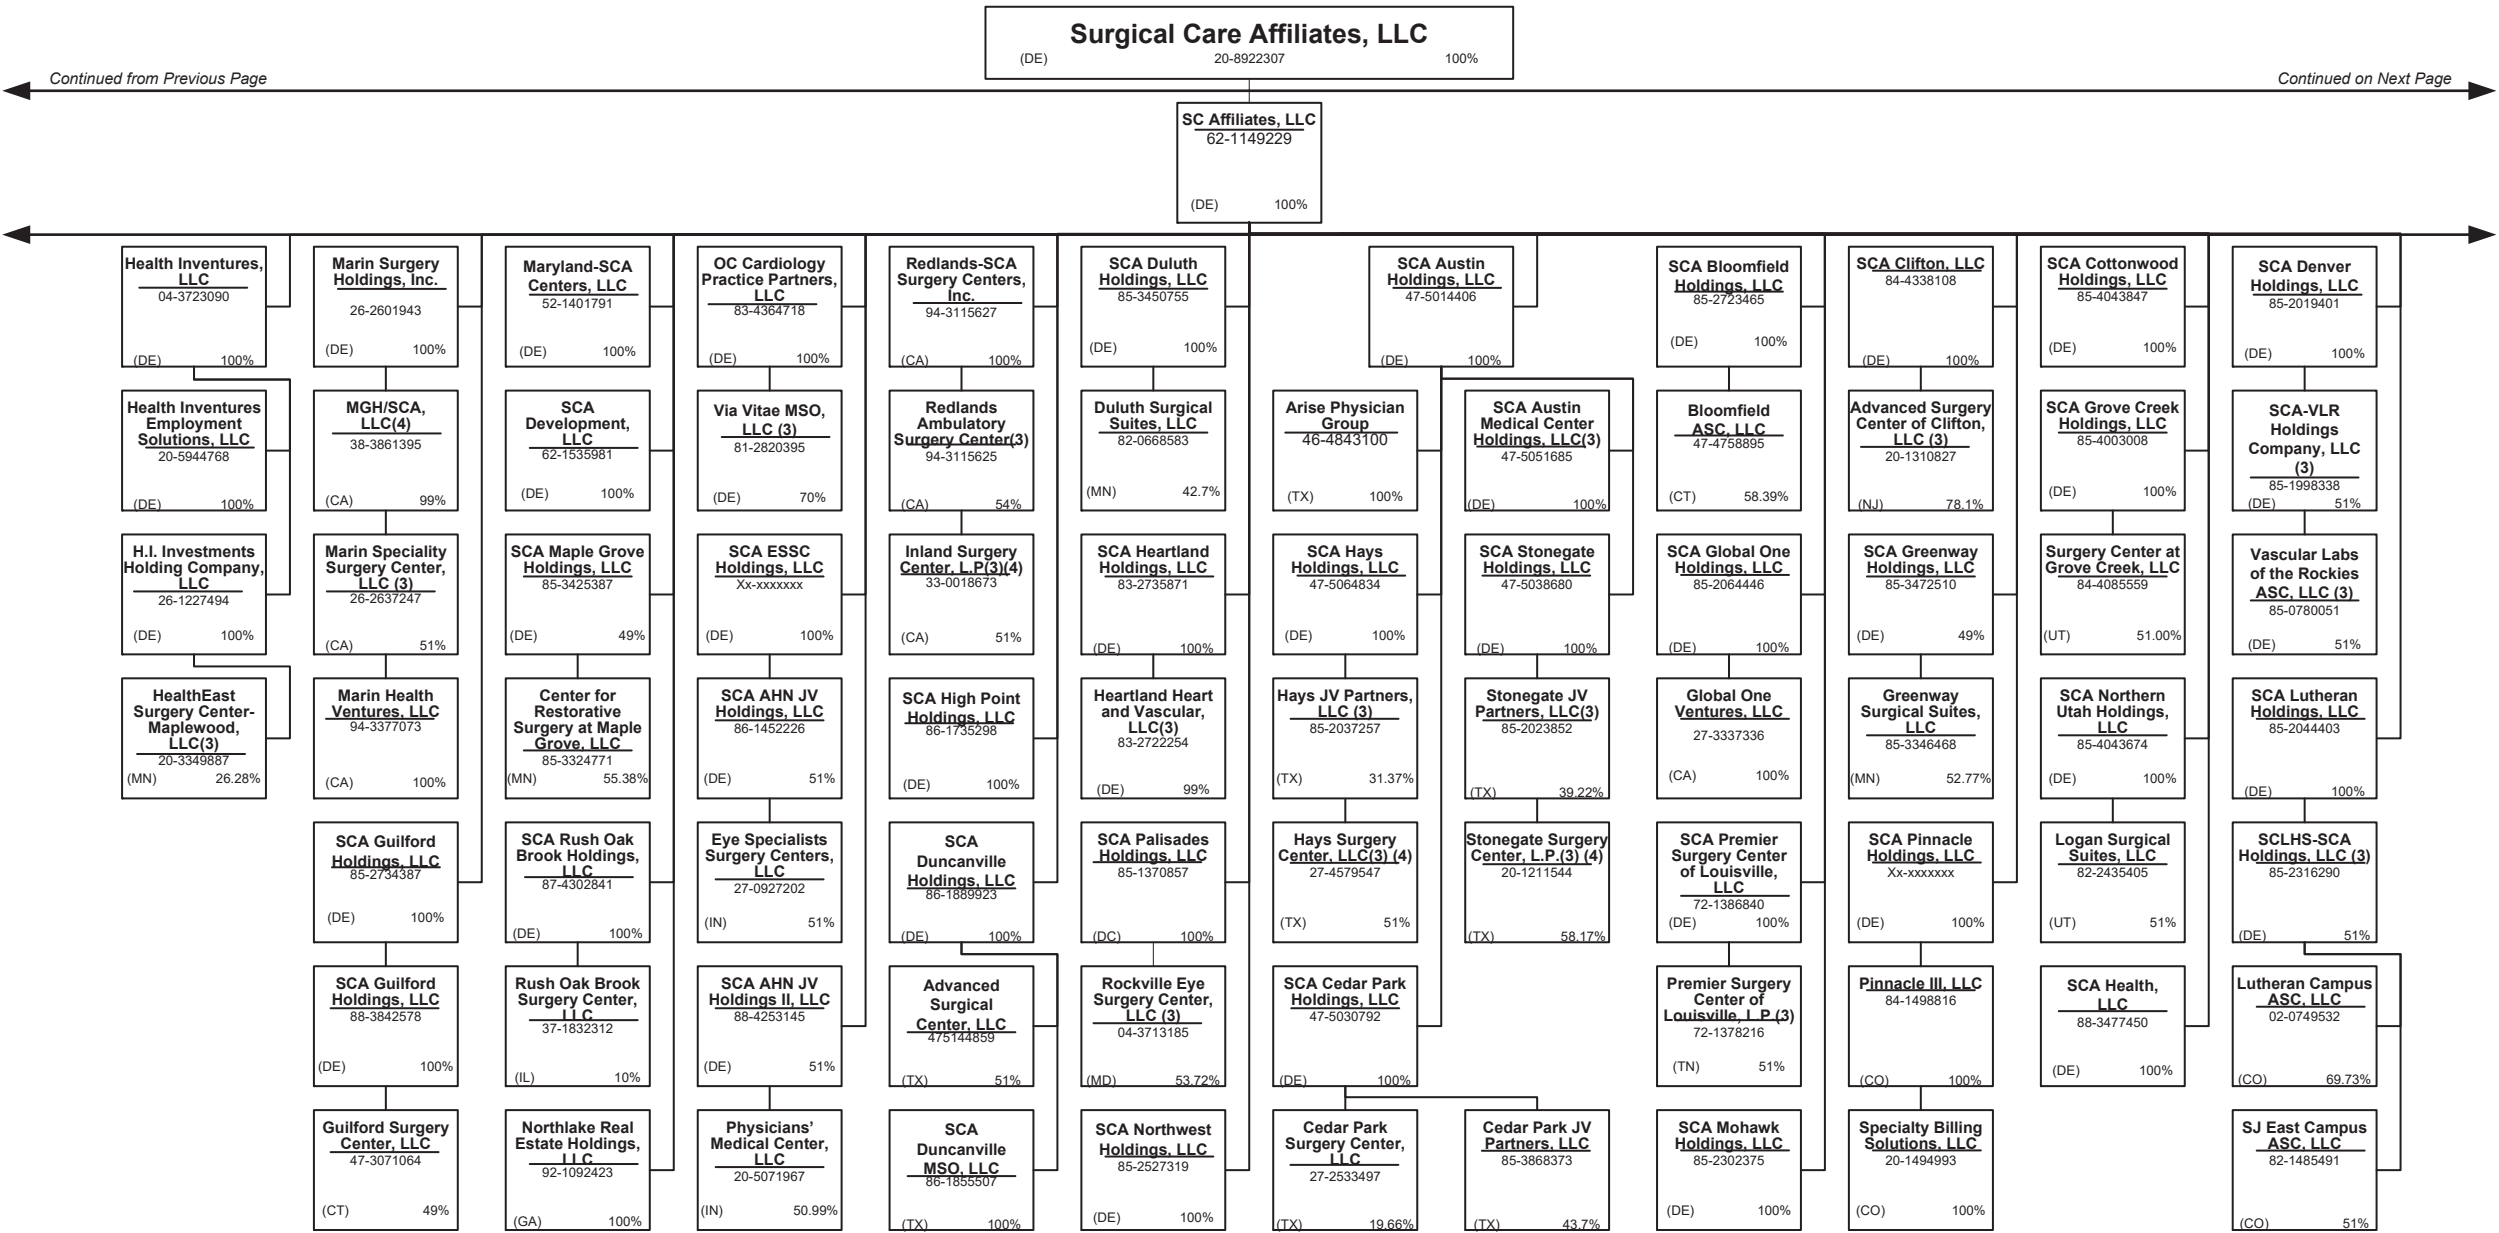 Surgical Care Affiliates, LLC
(DE) 20-8922307 100%
Continued from Previous Page
Continued on Next Page
SC Affiliates, LLC
62-1149229
(DE) 100%
Health Inventures,
LLC
04-3723090
(DE) 100%
Marin Surgery
Holdings, Inc.
26-2601943
(DE) 100%
Maryland-SCA
Centers, LLC
52-1401791
(DE) 100%
OC Cardiology
Practice Partners,
LLC
83-4364718
(DE) 100%
Redlands-SCA
Surgery Centers,
Inc.
94-3115627
(CA) 100%
SCA Duluth
Holdings, LLC
85-3450755
(DE) 100%
SCA Austin
Holdings, LLC
47-5014406
(DE) 100%
SCA Bloomfield
Holdings, LLC
85-2723465
(DE) 100%
SCA Clifton, LLC
84-4338108
(DE) 100%
SCA Cottonwood
Holdings, LLC
85-4043847
(DE) 100%
SCA Denver
Holdings, LLC
85-2019401
(DE) 100%
Health Inventures
Employment
Solutions, LLC
20-5944768
(DE) 100%
MGH/SCA,
LLC(4)
38-3861395
(CA) 99%
SCA
Development,
LLC
62-1535981
(DE) 100%
Via Vitae MSO,
LLC (3)
81-2820395
(DE) 70%
Redlands
Ambulatory
Surgery Center(3)
94-3115625
(CA) 54%
Duluth Surgical
Suites, LLC
82-0668583
(MN) 42.7%
Arise Physician
Group
46-4843100
(TX) 100%
SCA Austin
Medical Center
Holdings, LLC(3)
47-5051685
(DE) 100%
Bloomfield
ASC, LLC
47-4758895
(CT) 58.39%
Advanced Surgery
Center of Clifton,
LLC (3)
20-1310827
(NJ) 78.1%
SCA Grove Creek
Holdings, LLC
85-4003008
(DE) 100%
SCA-VLR
Holdings
Company, LLC
(3)
85-1998338
(DE) 51%
H.I. Investments
Holding Company,
LLC
26-1227494
(DE) 100%
Marin Speciality
Surgery Center,
LLC (3)
26-2637247
(CA) 51%
SCA Maple Grove
Holdings, LLC
85-3425387
(DE) 49%
SCA ESSC
Holdings, LLC
Xx-xxxxxxx
(DE) 100%
Inland Surgery
Center, L.P(3)(4)
33-0018673
(CA) 51%
SCA Heartland
Holdings, LLC
83-2735871
(DE) 100%
SCA Hays
Holdings, LLC
47-5064834
(DE) 100%
SCA Stonegate
Holdings, LLC
47-5038680
(DE) 100%
SCA Global One
Holdings, LLC
85-2064446
(DE) 100%
SCA Greenway
Holdings, LLC
85-3472510
(DE) 49%
Surgery Center at
Grove Creek, LLC
84-4085559
(UT) 51.00%
Vascular Labs
of the Rockies
ASC, LLC (3)
85-0780051
(DE) 51%
HealthEast
Surgery Center-
Maplewood,
LLC(3)
20-3349887
(MN) 26.28%
Marin Health
Ventures, LLC
94-3377073
(CA) 100%
Center for
Restorative
Surgery at Maple
Grove, LLC
85-3324771
(MN) 55.38%
SCA AHN JV
Holdings, LLC
86-1452226
(DE) 51%
SCA High Point
Holdings, LLC
86-1735298
(DE) 100%
Heartland Heart
and Vascular,
LLC(3)
83-2722254
(DE) 99%
Hays JV Partners,
LLC (3)
85-2037257
(TX) 31.37%
Stonegate JV
Partners, LLC(3)
85-2023852
(TX) 39.22%
Global One
Ventures, LLC
27-3337336
(CA) 100%
Greenway
Surgical Suites,
LLC
85-3346468
(MN) 52.77%
SCA Northern
Utah Holdings,
LLC
85-4043674
(DE) 100%
SCA Lutheran
Holdings, LLC
85-2044403
(DE) 100%
SCA Guilford
Holdings, LLC
85-2734387
(DE) 100%
SCA Rush Oak
Brook Holdings,
LLC
87-4302841
(DE) 100%
Eye Specialists
Surgery Centers,
LLC
27-0927202
(IN) 51%
SCA
Duncanville
Holdings, LLC
86-1889923
(DE) 100%
SCA Palisades
Holdings, LLC
85-1370857
(DC) 100%
Hays Surgery
Center, LLC(3) (4)
27-4579547
(TX) 51%
Stonegate Surgery
Center, L.P.(3) (4)
20-1211544
(TX) 58.17%
SCA Premier
Surgery Center
of Louisville,
LLC
72-1386840
(DE) 100%
SCA Pinnacle
Holdings, LLC
Xx-xxxxxxx
(DE) 100%
Logan Surgical
Suites, LLC
82-2435405
(UT) 51%
SCLHS-SCA
Holdings, LLC (3)
85-2316290
(DE) 51%
SCA Guilford
Holdings, LLC
88-3842578
(DE) 100%
Rush Oak Brook
Surgery Center,
LLC
37-1832312
(IL) 10%
SCA AHN JV
Holdings II, LLC
88-4253145
(DE) 51%
Advanced
Surgical
Center, LLC
475144859
(TX) 51%
Rockville Eye
Surgery Center,
LLC (3)
04-3713185
(MD) 53.72%
SCA Cedar Park
Holdings, LLC
47-5030792
(DE) 100%
Premier Surgery
Center of
Louisville, L.P.(3)
72-1378216
(TN) 51%
Pinnacle III, LLC
84-1498816
(CO) 100%
SCA Health,
LLC
88-3477450
(DE) 100%
Lutheran Campus
ASC, LLC
02-0749532
(CO) 69.73%
Guilford Surgery
Center, LLC
47-3071064
(CT) 49%
Northlake Real
Estate Holdings,
LLC
92-1092423
(GA) 100%
Physicians’
Medical Center,
LLC
20-5071967
(IN) 50.99%
SCA
Duncanville
MSO, LLC
86-1855507
(TX) 100%
SCA Northwest
Holdings, LLC
85-2527319
(DE) 100%
Cedar Park
Surgery Center,
LLC
27-2533497
(TX) 19.66%
Cedar Park JV
Partners, LLC
85-3868373
(TX) 43.7%
SCA Mohawk
Holdings, LLC
85-2302375
(DE) 100%
Specialty Billing
Solutions, LLC
20-1494993
(CO) 100%
SJ East Campus
ASC, LLC
82-1485491
(CO) 51%